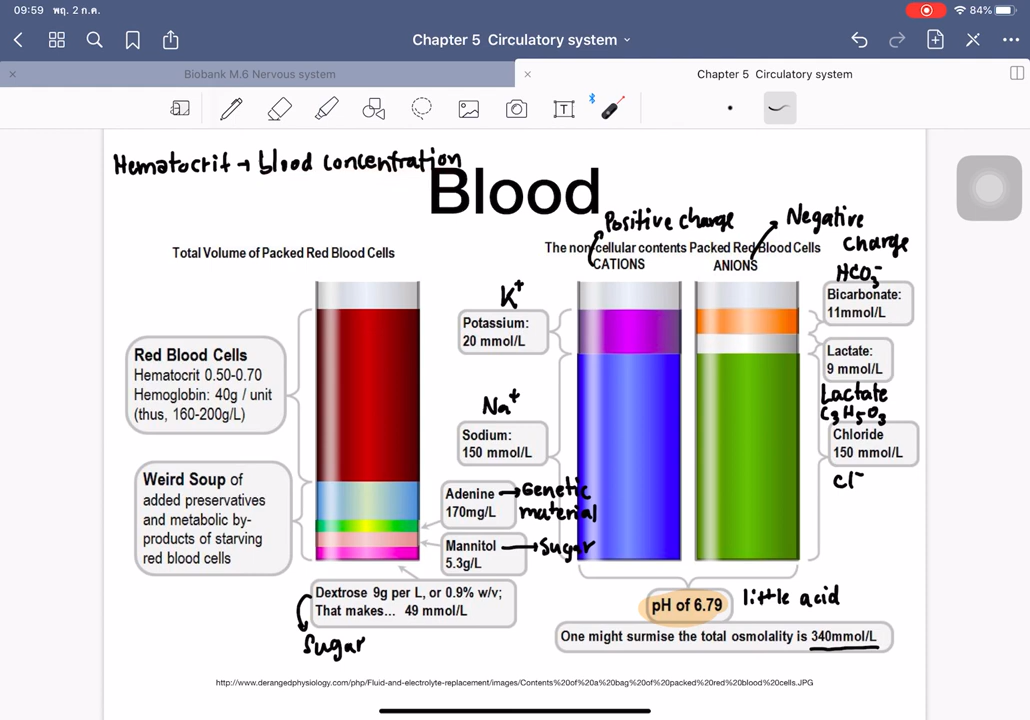 09:59 พฤ. 2 ก.ค.
84%
Chapter 5 Circulatory system
Biobank M.6 Nervous system
Chapter 5 Circulatory system
Hematocrit → blood concentration
Blood
Positive charge
Negative
charge
Total Volume of Packed Red Blood Cells
The non-cellular contents Packed Red Blood Cells
CATIONS
ANIONS
HCO₃⁻
K⁺
Bicarbonate:
11mmol/L
Potassium:
20 mmol/L
Red Blood Cells
Hematocrit 0.50-0.70
Hemoglobin: 40g / unit
(thus, 160-200g/L)
Lactate:
9 mmol/L
Lactate
C₃H₅O₃
Na⁺
Sodium:
150 mmol/L
Chloride
150 mmol/L
Cl⁻
Weird Soup of
added preservatives
and metabolic by-
products of starving
red blood cells
Adenine
170mg/L
→ Genetic
material
Mannitol
5.3g/L
→ Sugar
Dextrose 9g per L, or 0.9% w/v;
That makes... 49 mmol/L
Sugar
pH of 6.79
little acid
One might surmise the total osmolality is 340mmol/L
http://www.derangedphysiology.com/php/Fluid-and-electrolyte-replacement/images/Contents%20of%20a%20bag%20of%20packed%20red%20blood%20cells.JPG